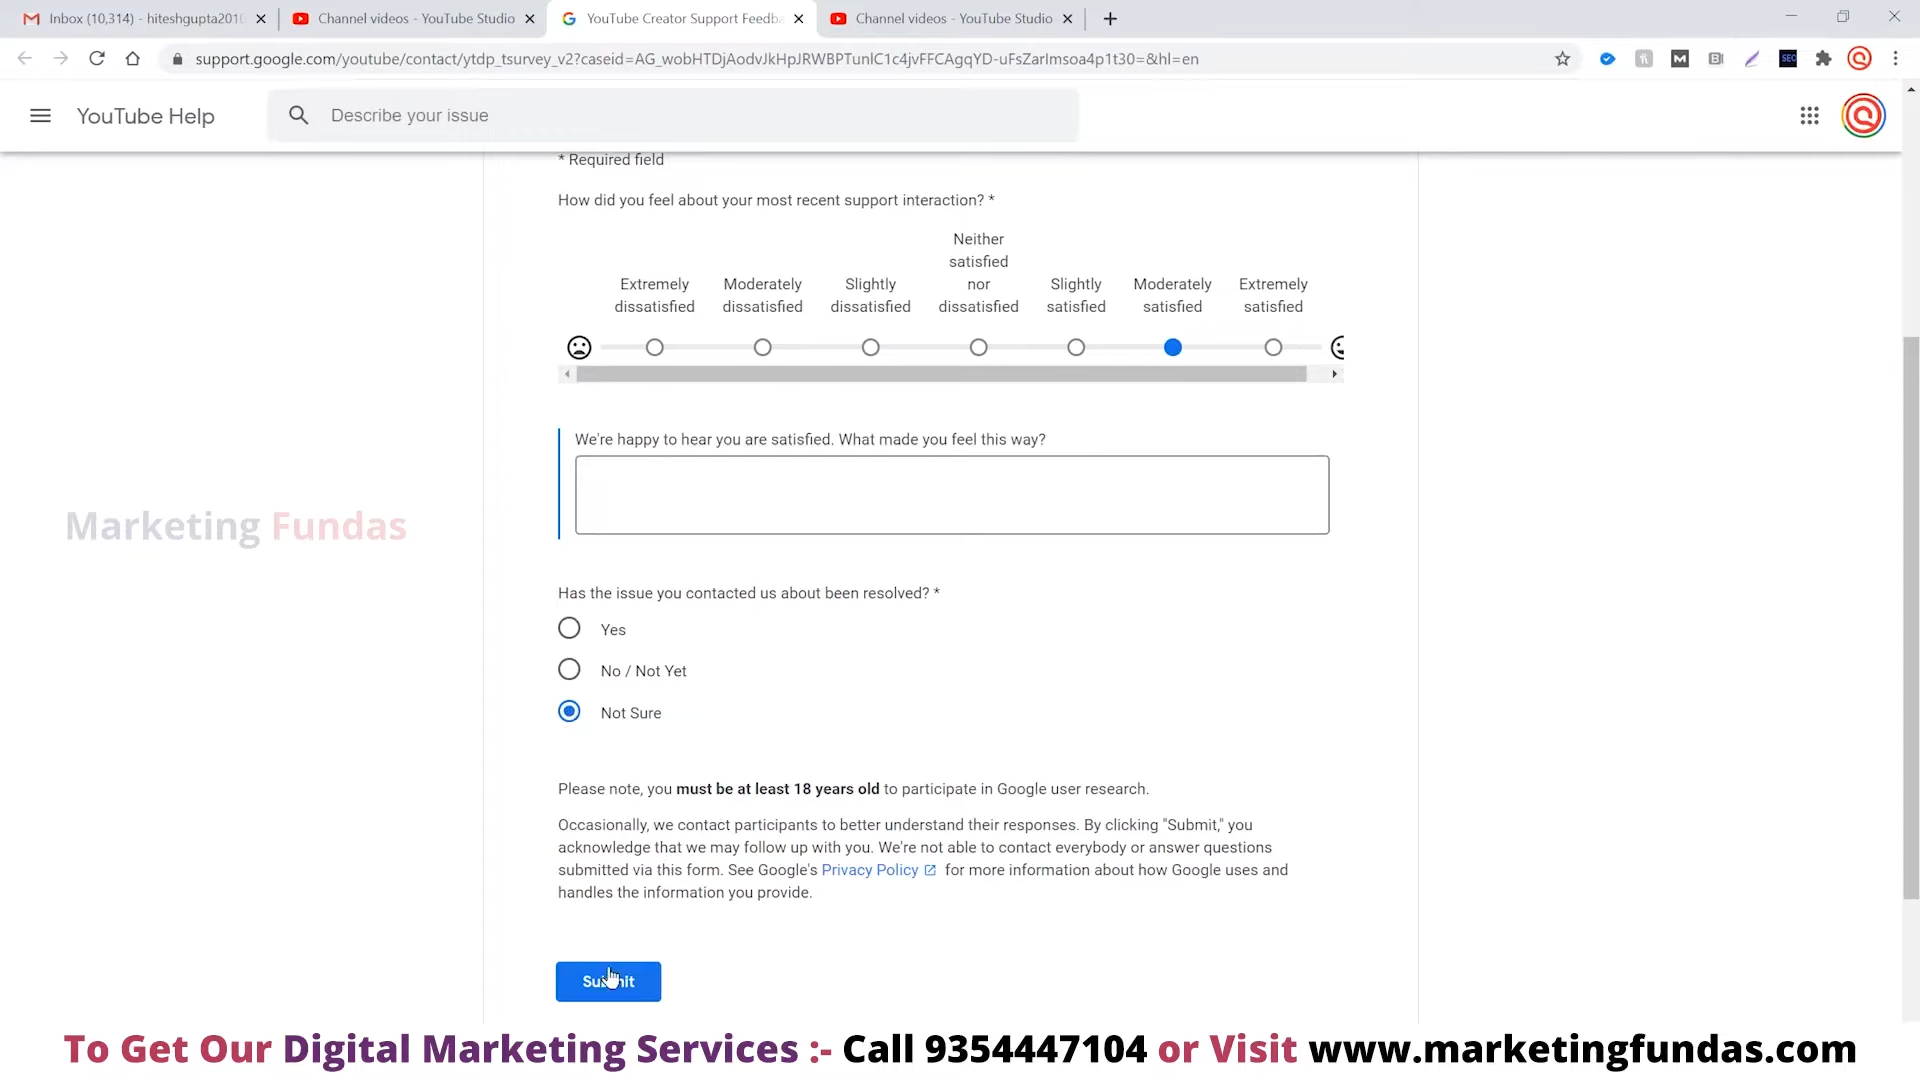 Inbox (10,314) - hiteshgupta2010
Channel videos - YouTube Studio
YouTube Creator Support Feedba
Channel videos - YouTube Studio
support.google.com/youtube/contact/ytdp_tsurvey_v2?caseid=AG_wobHTDjAodvJkHpJRWBPTunlC1c4jvFFCAgqYD-uFsZarImsoa4p1t30=&hl=en
SEO
YouTube Help
Describe your issue
* Required field
How did you feel about your most recent support interaction? *
Extremely dissatisfied
Moderately dissatisfied
Slightly dissatisfied
Neither satisfied nor dissatisfied
Slightly satisfied
Moderately satisfied
Extremely satisfied
We're happy to hear you are satisfied. What made you feel this way?
Marketing Fundas
Has the issue you contacted us about been resolved? *
Yes
No / Not Yet
Not Sure
Please note, you must be at least 18 years old to participate in Google user research.
Occasionally, we contact participants to better understand their responses. By clicking "Submit," you
acknowledge that we may follow up with you. We're not able to contact everybody or answer questions
submitted via this form. See Google's Privacy Policy for more information about how Google uses and
handles the information you provide.
Submit
To Get Our Digital Marketing Services :- Call 9354447104 or Visit www.marketingfundas.com